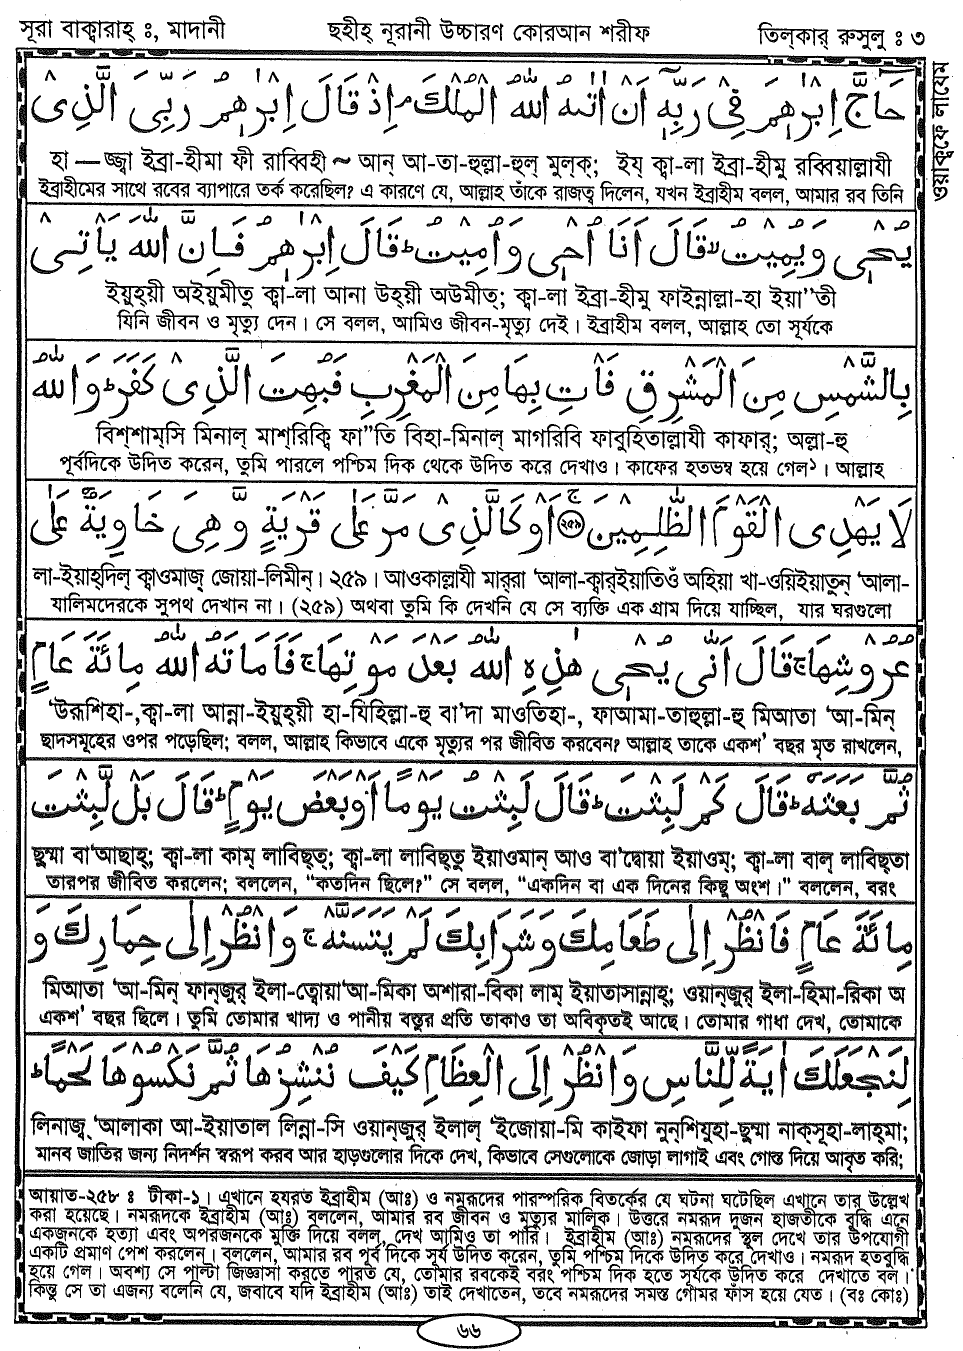 সূরা বাক্বারাহ্ ঃ, মাদানী ছহীহ্ নূরানী উচ্চারণ কোরআন শরীফ তিল্কার্ রুসুলু ঃ ৩
ওয়াক্বফে লাযেম
حَآجَّ اِبْرٰهٖمَ فِيْ رَبِّهٖٓ اَنْ اٰتٰىهُ اللّٰهُ الْمُلْكَ ۘ اِذْ قَالَ اِبْرٰهٖمُ رَبِّيَ الَّذِيْ
হা — জ্জ্বা ইব্রা-হীমা ফী রাব্বিহী ~ আন্ আ-তা-হুল্লা-হুল্ মুল্ক্; ইয্ ক্বা-লা ইব্রা-হীমু রব্বিয়াল্লাযী
ইব্রাহীমের সাথে রবের ব্যাপারে তর্ক করেছিল? এ কারণে যে, আল্লাহ তাঁকে রাজত্ব দিলেন, যখন ইব্রাহীম বলল, আমার রব তিনি
يُحْيٖ وَيُمِيْتُ ۙ قَالَ اَنَا اُحْيٖ وَاُمِيْتُ ؕ قَالَ اِبْرٰهٖمُ فَاِنَّ اللّٰهَ يَاْتِيْ
ইয়ুহ্য়ী অইয়ুমীতু ক্বা-লা আনা উহ্য়ী অউমীত্; ক্বা-লা ইব্রা-হীমু ফাইন্নাল্লা-হা ইয়া”তী
যিনি জীবন ও মৃত্যু দেন। সে বলল, আমিও জীবন-মৃত্যু দেই। ইব্রাহীম বলল, আল্লাহ তো সূর্যকে
بِالشَّمْسِ مِنَ الْمَشْرِقِ فَاْتِ بِهَا مِنَ الْمَغْرِبِ فَبُهِتَ الَّذِيْ كَفَرَ ؕ وَاللّٰهُ
বিশ্শাম্সি মিনাল্ মাশ্রিক্বি ফা”তি বিহা-মিনাল্ মাগরিবি ফাবুহিতাল্লাযী কাফার্; অল্লা-হু
পূর্বদিকে উদিত করেন, তুমি পারলে পশ্চিম দিক থেকে উদিত করে দেখাও। কাফের হতভম্ব হয়ে গেল¹। আল্লাহ
لَا يَهْدِى الْقَوْمَ الظّٰلِمِيْنَ ۚ ﴿২৫৯﴾ اَوْ كَالَّذِيْ مَرَّ عَلٰى قَرْيَةٍ وَّهِيَ خَاوِيَةٌ عَلٰى
লা-ইয়াহ্দিল্ ক্বাওমাজ্ জোয়া-লিমীন্। ২৫৯। আওকাল্লাযী মার্রা ‘আলা-ক্বার্ইয়াতিওঁ অহিয়া খা-ওয়িইয়াতুন্ ‘আলা-
যালিমদেরকে সুপথ দেখান না। (২৫৯) অথবা তুমি কি দেখনি যে সে ব্যক্তি এক গ্রাম দিয়ে যাচ্ছিল, যার ঘরগুলো
عُرُوْشِهَا ۚ قَالَ اَنّٰى يُحْيٖ هٰذِهِ اللّٰهُ بَعْدَ مَوْتِهَا ۚ فَاَمَاتَهُ اللّٰهُ مِائَةَ عَامٍ
‘উরূশিহা-,ক্বা-লা আন্না-ইয়ুহ্য়ী হা-যিহিল্লা-হু বা‘দা মাওতিহা-, ফাআমা-তাহুল্লা-হু মিআতা ‘আ-মিন্
ছাদসমূহের ওপর পড়েছিল; বলল, আল্লাহ কিভাবে একে মৃত্যুর পর জীবিত করবেন? আল্লাহ তাকে একশ’ বছর মৃত রাখলেন,
ثُمَّ بَعَثَهٗ ؕ قَالَ كَمْ لَبِثْتَ ؕ قَالَ لَبِثْتُ يَوْمًا اَوْ بَعْضَ يَوْمٍ ؕ قَالَ بَلْ لَّبِثْتَ
ছুম্মা বা‘আছাহ্; ক্বা-লা কাম্ লাবিছ্ত্; ক্বা-লা লাবিছ্তু ইয়াওমান্ আও বা‘দ্বোয়া ইয়াওম্; ক্বা-লা বাল্ লাবিছ্তা
তারপর জীবিত করলেন; বললেন, “কতদিন ছিলে?” সে বলল, “একদিন বা এক দিনের কিছু অংশ।” বললেন, বরং
مِائَةَ عَامٍ فَانْظُرْ اِلٰى طَعَامِكَ وَشَرَابِكَ لَمْ يَتَسَنَّهْ ۚ وَانْظُرْ اِلٰى حِمَارِكَ وَ
মিআতা ‘আ-মিন্ ফান্জুর্ ইলা-ত্বোয়া‘আ-মিকা অশারা-বিকা লাম্ ইয়াতাসান্নাহ্; ওয়ান্জুর্ ইলা-হিমা-রিকা অ
একশ’ বছর ছিলে। তুমি তোমার খাদ্য ও পানীয় বস্তুর প্রতি তাকাও তা অবিকৃতই আছে। তোমার গাধা দেখ, তোমাকে
لِنَجْعَلَكَ اٰيَةً لِّلنَّاسِ وَانْظُرْ اِلَى الْعِظَامِ كَيْفَ نُنْشِزُهَا ثُمَّ نَكْسُوْهَا لَحْمًا ؕ
লিনাজ্ব্‘আলাকা আ-ইয়াতাল লিন্না-সি ওয়ান্জুর্ ইলাল্ ‘ইজোয়া-মি কাইফা নুন্শিযুহা-ছুম্মা নাক্সূহা-লাহ্মা;
মানব জাতির জন্য নিদর্শন স্বরূপ করব আর হাড়গুলোর দিকে দেখ, কিভাবে সেগুলোকে জোড়া লাগাই এবং গোস্ত দিয়ে আবৃত করি;
আয়াত-২৫৮ ঃ টীকা-১। এখানে হযরত ইব্রাহীম (আঃ) ও নমরূদের পারস্পরিক বিতর্কের যে ঘটনা ঘটেছিল এখানে তার উল্লেখ
করা হয়েছে। নমরূদকে ইব্রাহীম (আঃ) বললেন, আমার রব জীবন ও মৃত্যুর মালিক। উত্তরে নমরূদ দুজন হাজতীকে বুদ্ধি এনে
একজনকে হত্যা এবং অপরজনকে মুক্তি দিয়ে বলল, দেখ আমিও তা পারি। ইব্রাহীম (আঃ) নমরূদের স্থুল দেখে তার উপযোগী
একটি প্রমাণ পেশ করলেন। বললেন, আমার রব পূর্ব দিকে সূর্য উদিত করেন, তুমি পশ্চিম দিকে উদিত করে দেখাও। নমরূদ হতবুদ্ধি
হয়ে গেল। অবশ্য সে পাল্টা জিজ্ঞাসা করতে পারত যে, তোমার রবকেই বরং পশ্চিম দিক হতে সূর্যকে উদিত করে দেখাতে বল।
কিন্তু সে তা এজন্য বলেনি যে, জবাবে যদি ইব্রাহীম (আঃ) তাই দেখাতেন, তবে নমরূদের সমস্ত গোমর ফাঁস হয়ে যেত। (বঃ কোঃ)
৬৬